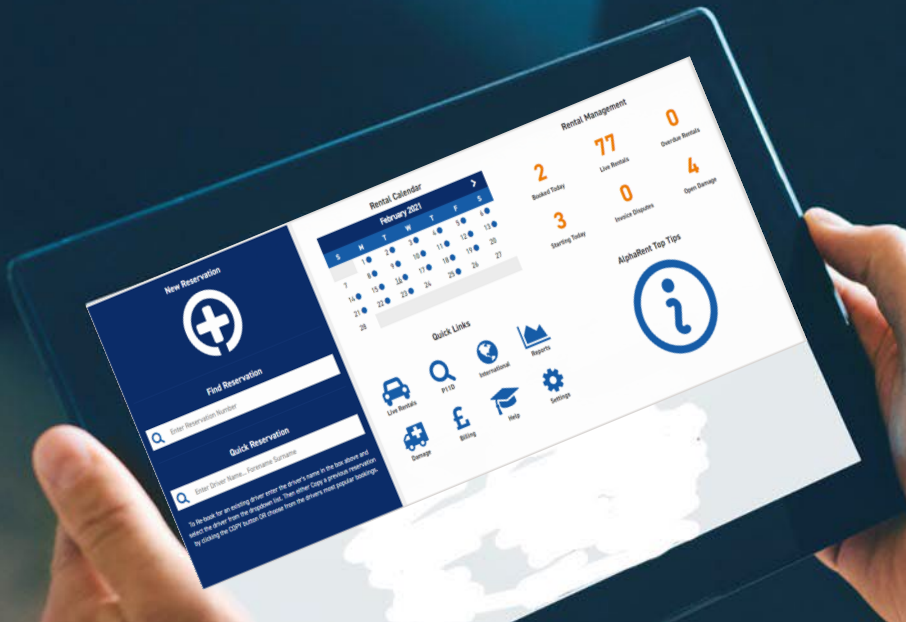 New Reservation
Find Reservation
Enter Reservation Number
Quick Reservation
Enter Driver Name... Forename Surname
To Re-book for an existing driver enter the driver's name in the box above and
select the driver from the dropdown list. Then either Copy a previous reservation
by clicking the COPY button OR choose from the drivers most popular bookings.
Rental Calendar
February 2021
S M T W T F S
1 2 3 4 5 6
7 8 9 10 11 12 13
14 15 16 17 18 19 20
21 22 23 24 25 26 27
28
Quick Links
Live Rentals
P11D
International
Reports
Damage
£
Billing
Help
Settings
Rental Management
2
Booked Today
77
Live Rentals
0
Overdue Rentals
3
Starting Today
0
Invoice Disputes
4
Open Damage
AlphaRent Top Tips
i